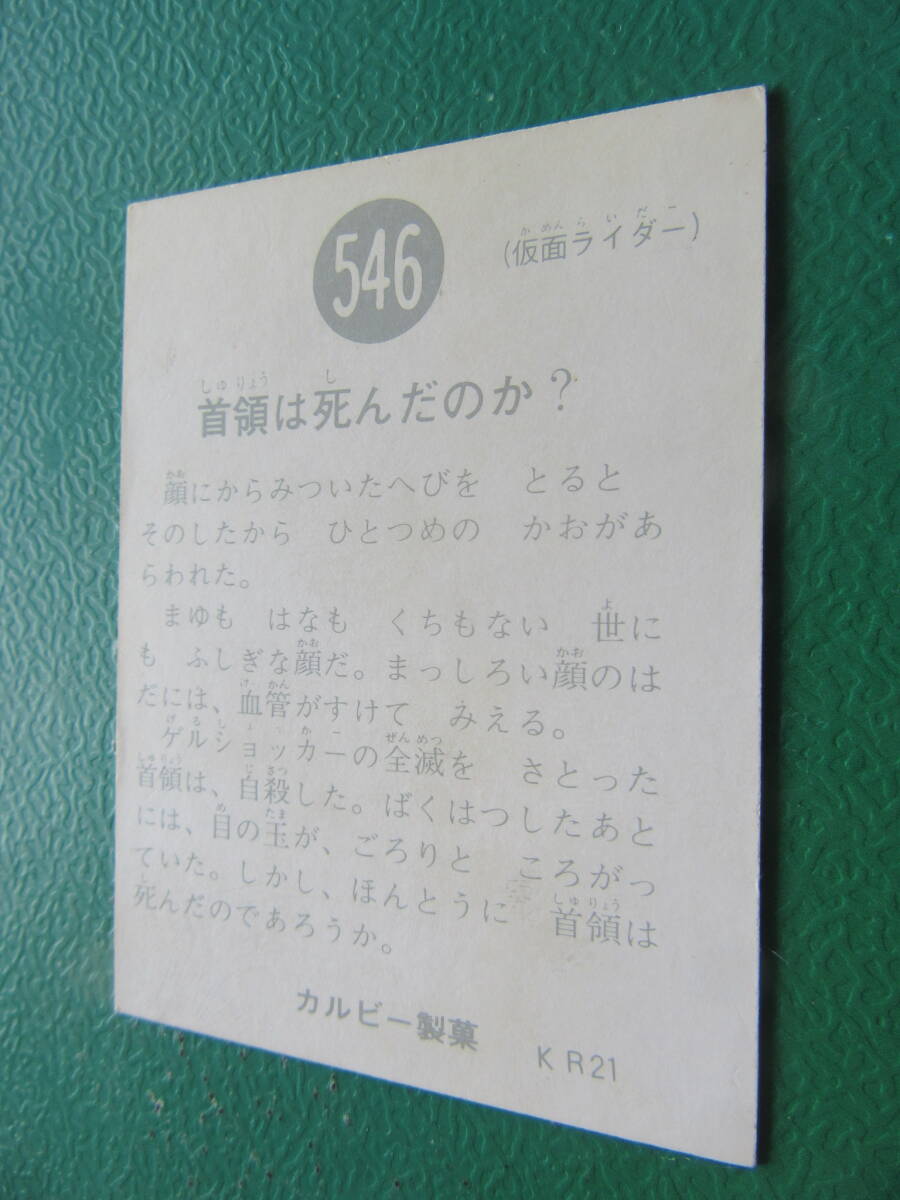 546
(仮面ライダー)
首領は死んだのか?
顔にからみついたへびを　とると
そのしたから　ひとつめの　かおがあ
らわれた。
まゆも　はなも　くちもない　世に
も　ふしぎな顔だ。まっしろい顔のは
だには、血管がすけて　みえる。
ゲルショッカーの全滅を　さとった
首領は、自殺した。ばくはつしたあと
には、目の玉が、ごろりと　ころがっ
ていた。しかし、ほんとうに　首領は
死んだのであろうか。
カルビー製菓
KR21